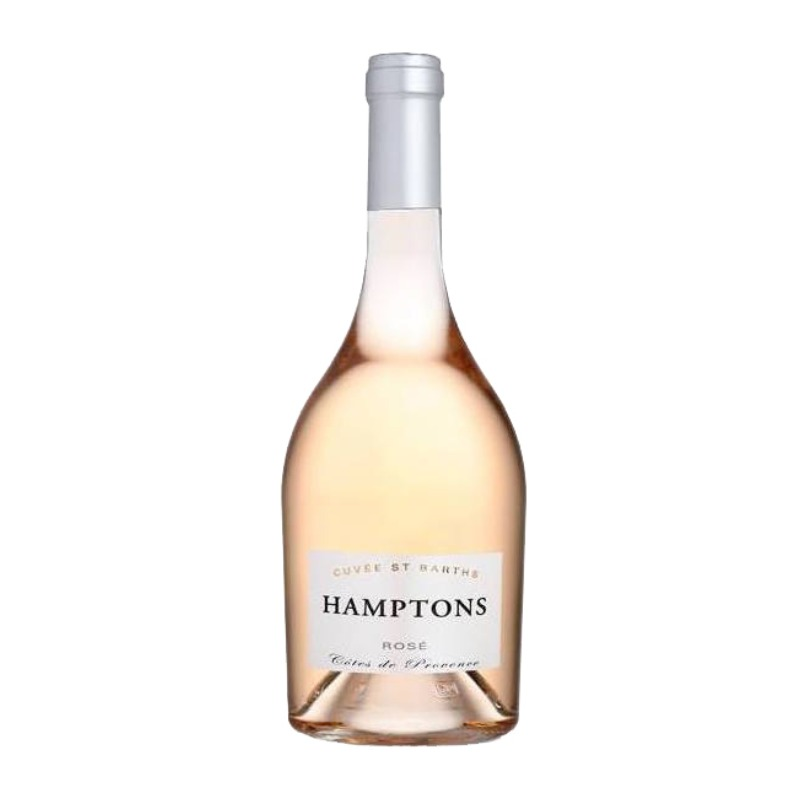 CUVÉE ST BARTHS
HAMPTONS
ROSÉ
Côtes de Provence